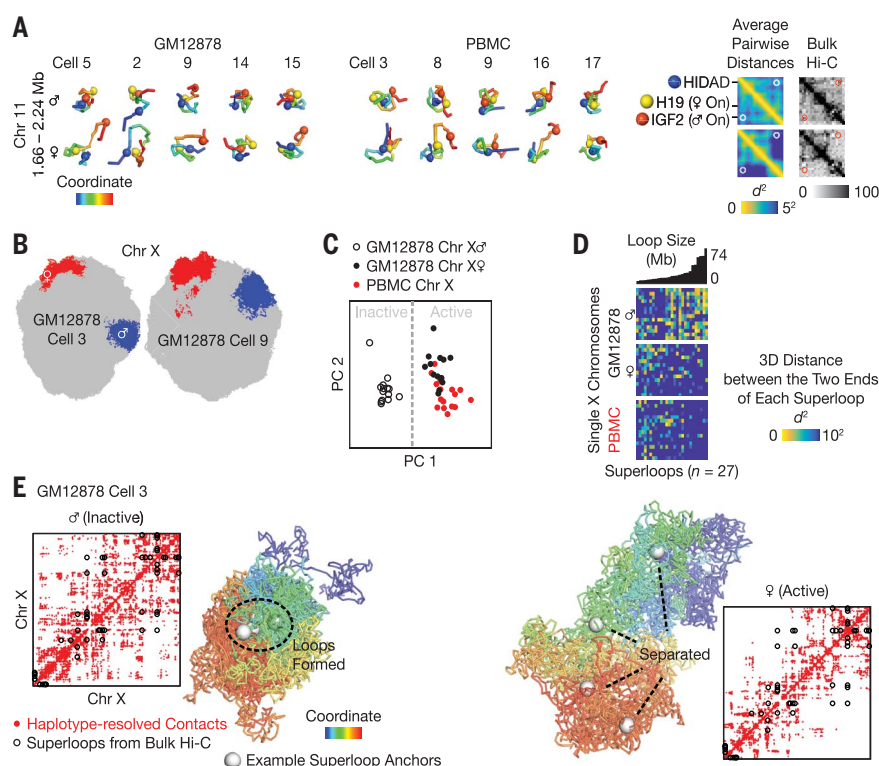 A
GM12878
PBMC
Average Pairwise Distances
Bulk Hi-C
Cell 5 2 9 14 15
Cell 3 8 9 16 17
Chr 11
1.66 – 2.24 Mb
♂
♀
HIDAD
H19 (♀ On)
IGF2 (♂ On)
Coordinate
d²
0 5²
0 100
B
Chr X
♀
GM12878
Cell 3
♂
GM12878 Cell 9
C
GM12878 Chr X♂
GM12878 Chr X♀
PBMC Chr X
Inactive
Active
PC 2
PC 1
D
Loop Size
(Mb)
74
0
Single X Chromosomes
GM12878
♂
♀
PBMC
Superloops (n = 27)
3D Distance
between the Two Ends
of Each Superloop
d²
0 10²
E
GM12878 Cell 3
♂ (Inactive)
Chr X
Chr X
Haplotype-resolved Contacts
Superloops from Bulk Hi-C
Loops
Formed
Coordinate
Example Superloop Anchors
Separated
♀ (Active)